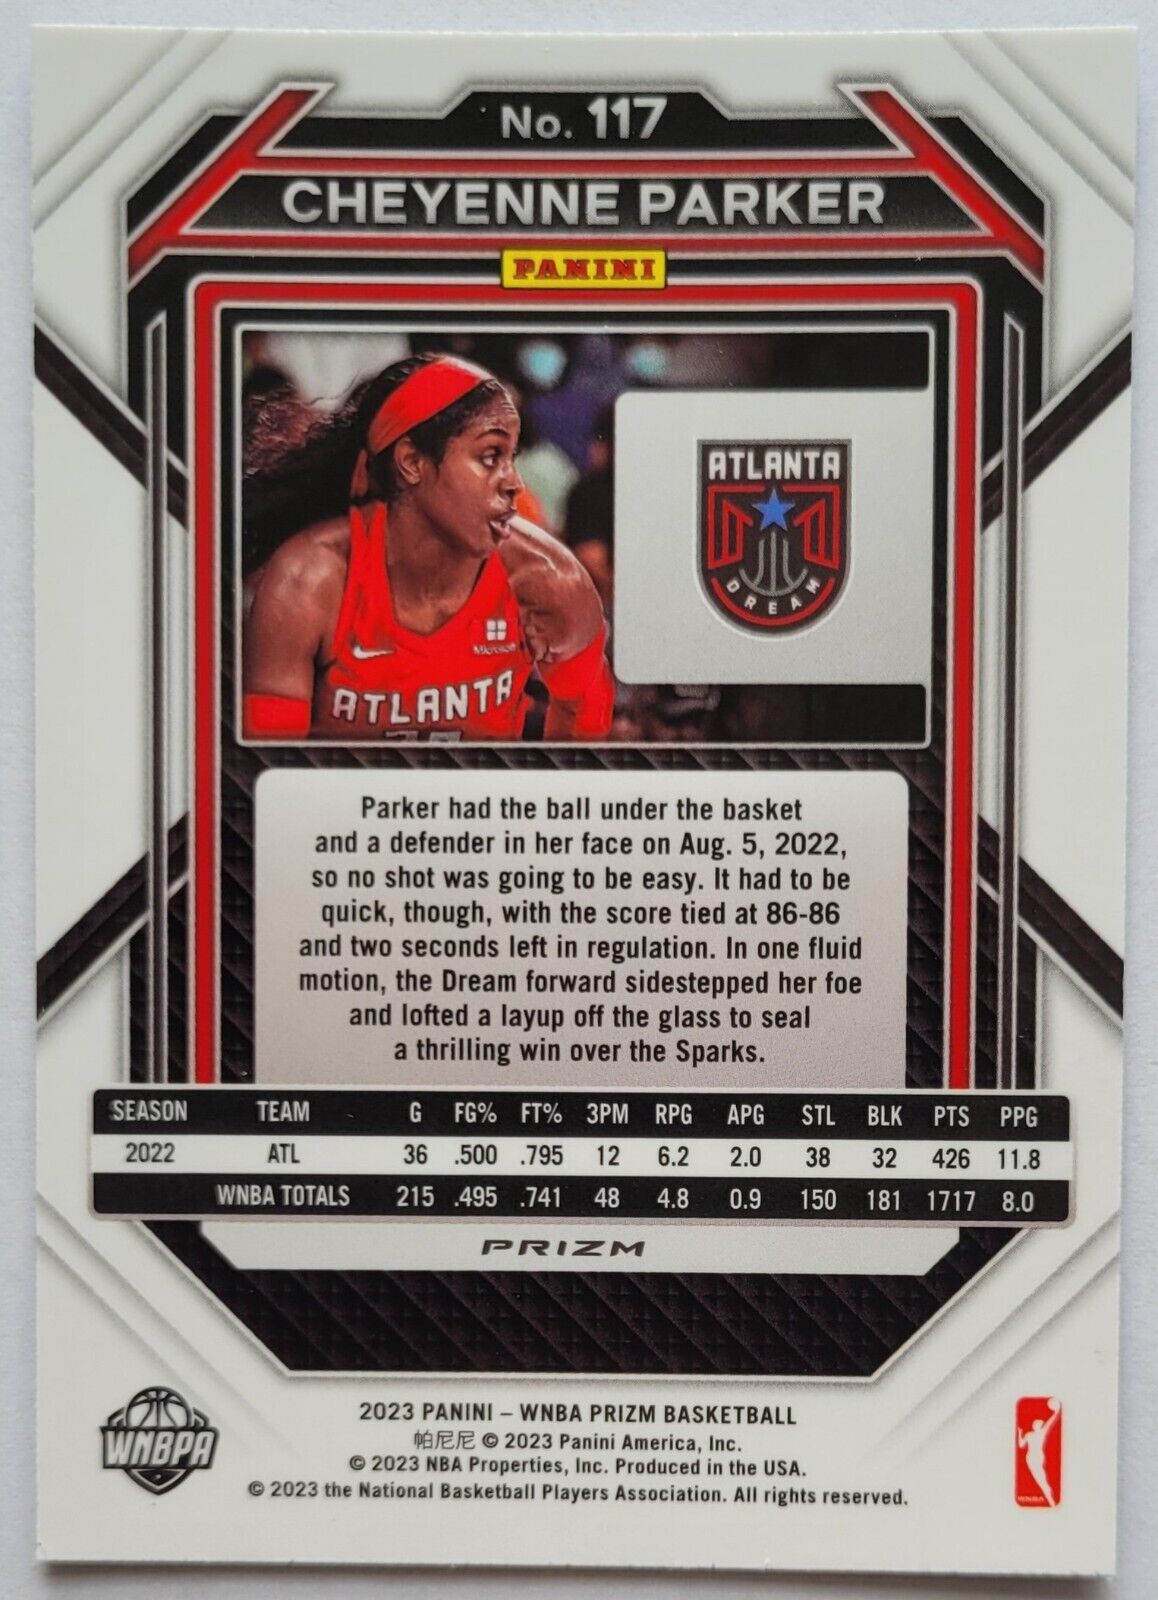 No. 117
CHEYENNE PARKER
PANINI
ATLANTA
DREAM
Microsoft
ATLANTA
Parker had the ball under the basket
and a defender in her face on Aug. 5, 2022,
so no shot was going to be easy. It had to be
quick, though, with the score tied at 86-86
and two seconds left in regulation. In one fluid
motion, the Dream forward sidestepped her foe
and lofted a layup off the glass to seal
a thrilling win over the Sparks.
SEASON TEAM G FG% FT% 3PM RPG APG STL BLK PTS PPG
2022 ATL 36 .500 .795 12 6.2 2.0 38 32 426 11.8
WNBA TOTALS 215 .495 .741 48 4.8 0.9 150 181 1717 8.0
PRIZM
WNBPA
2023 PANINI – WNBA PRIZM BASKETBALL
帕尼尼 © 2023 Panini America, Inc.
© 2023 NBA Properties, Inc. Produced in the USA.
© 2023 the National Basketball Players Association. All rights reserved.
WNBA